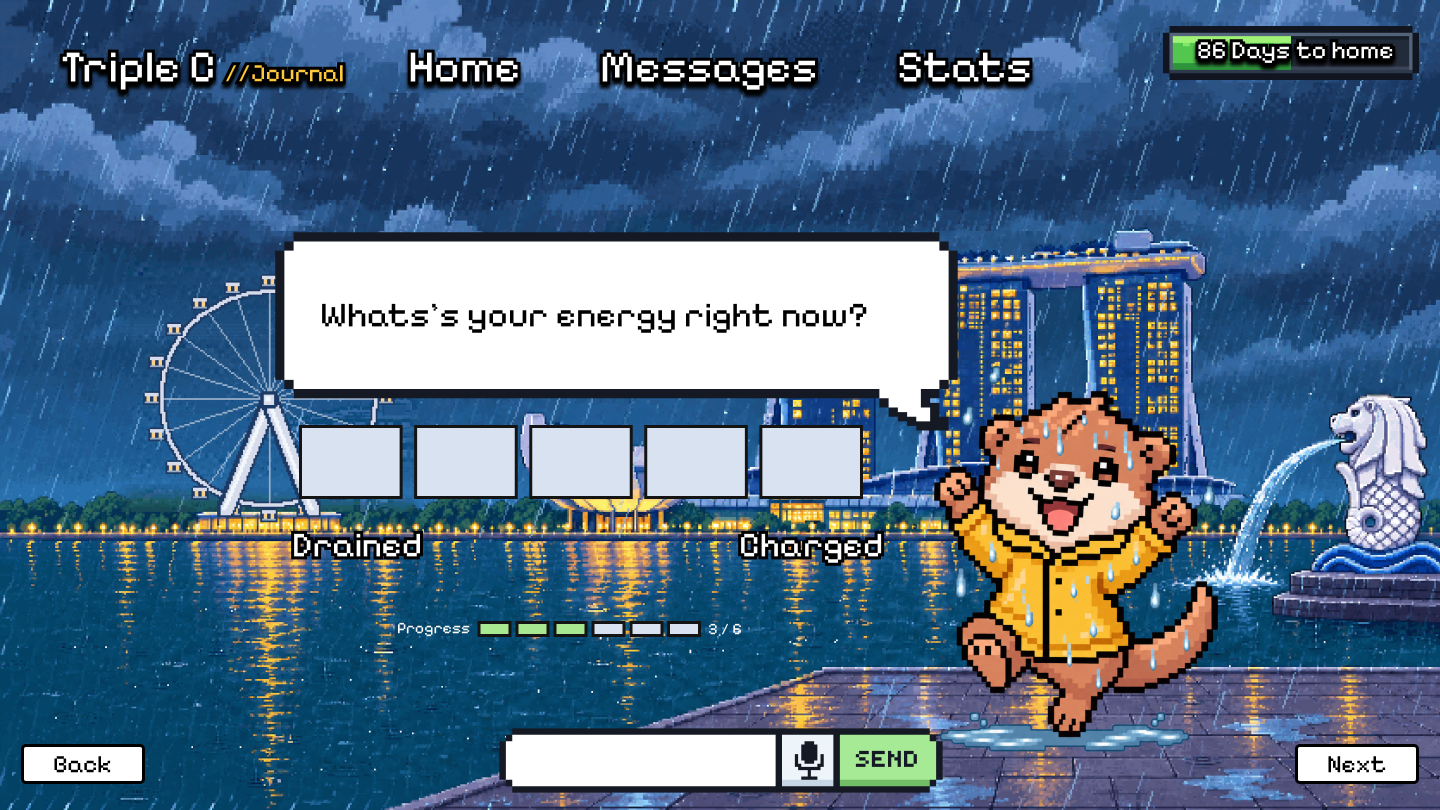 Triple C //Journal Home Messages Stats 86 Days to home
Whats's your energy right now?
Drained Charged
Progress 3/6
SEND
Back Next